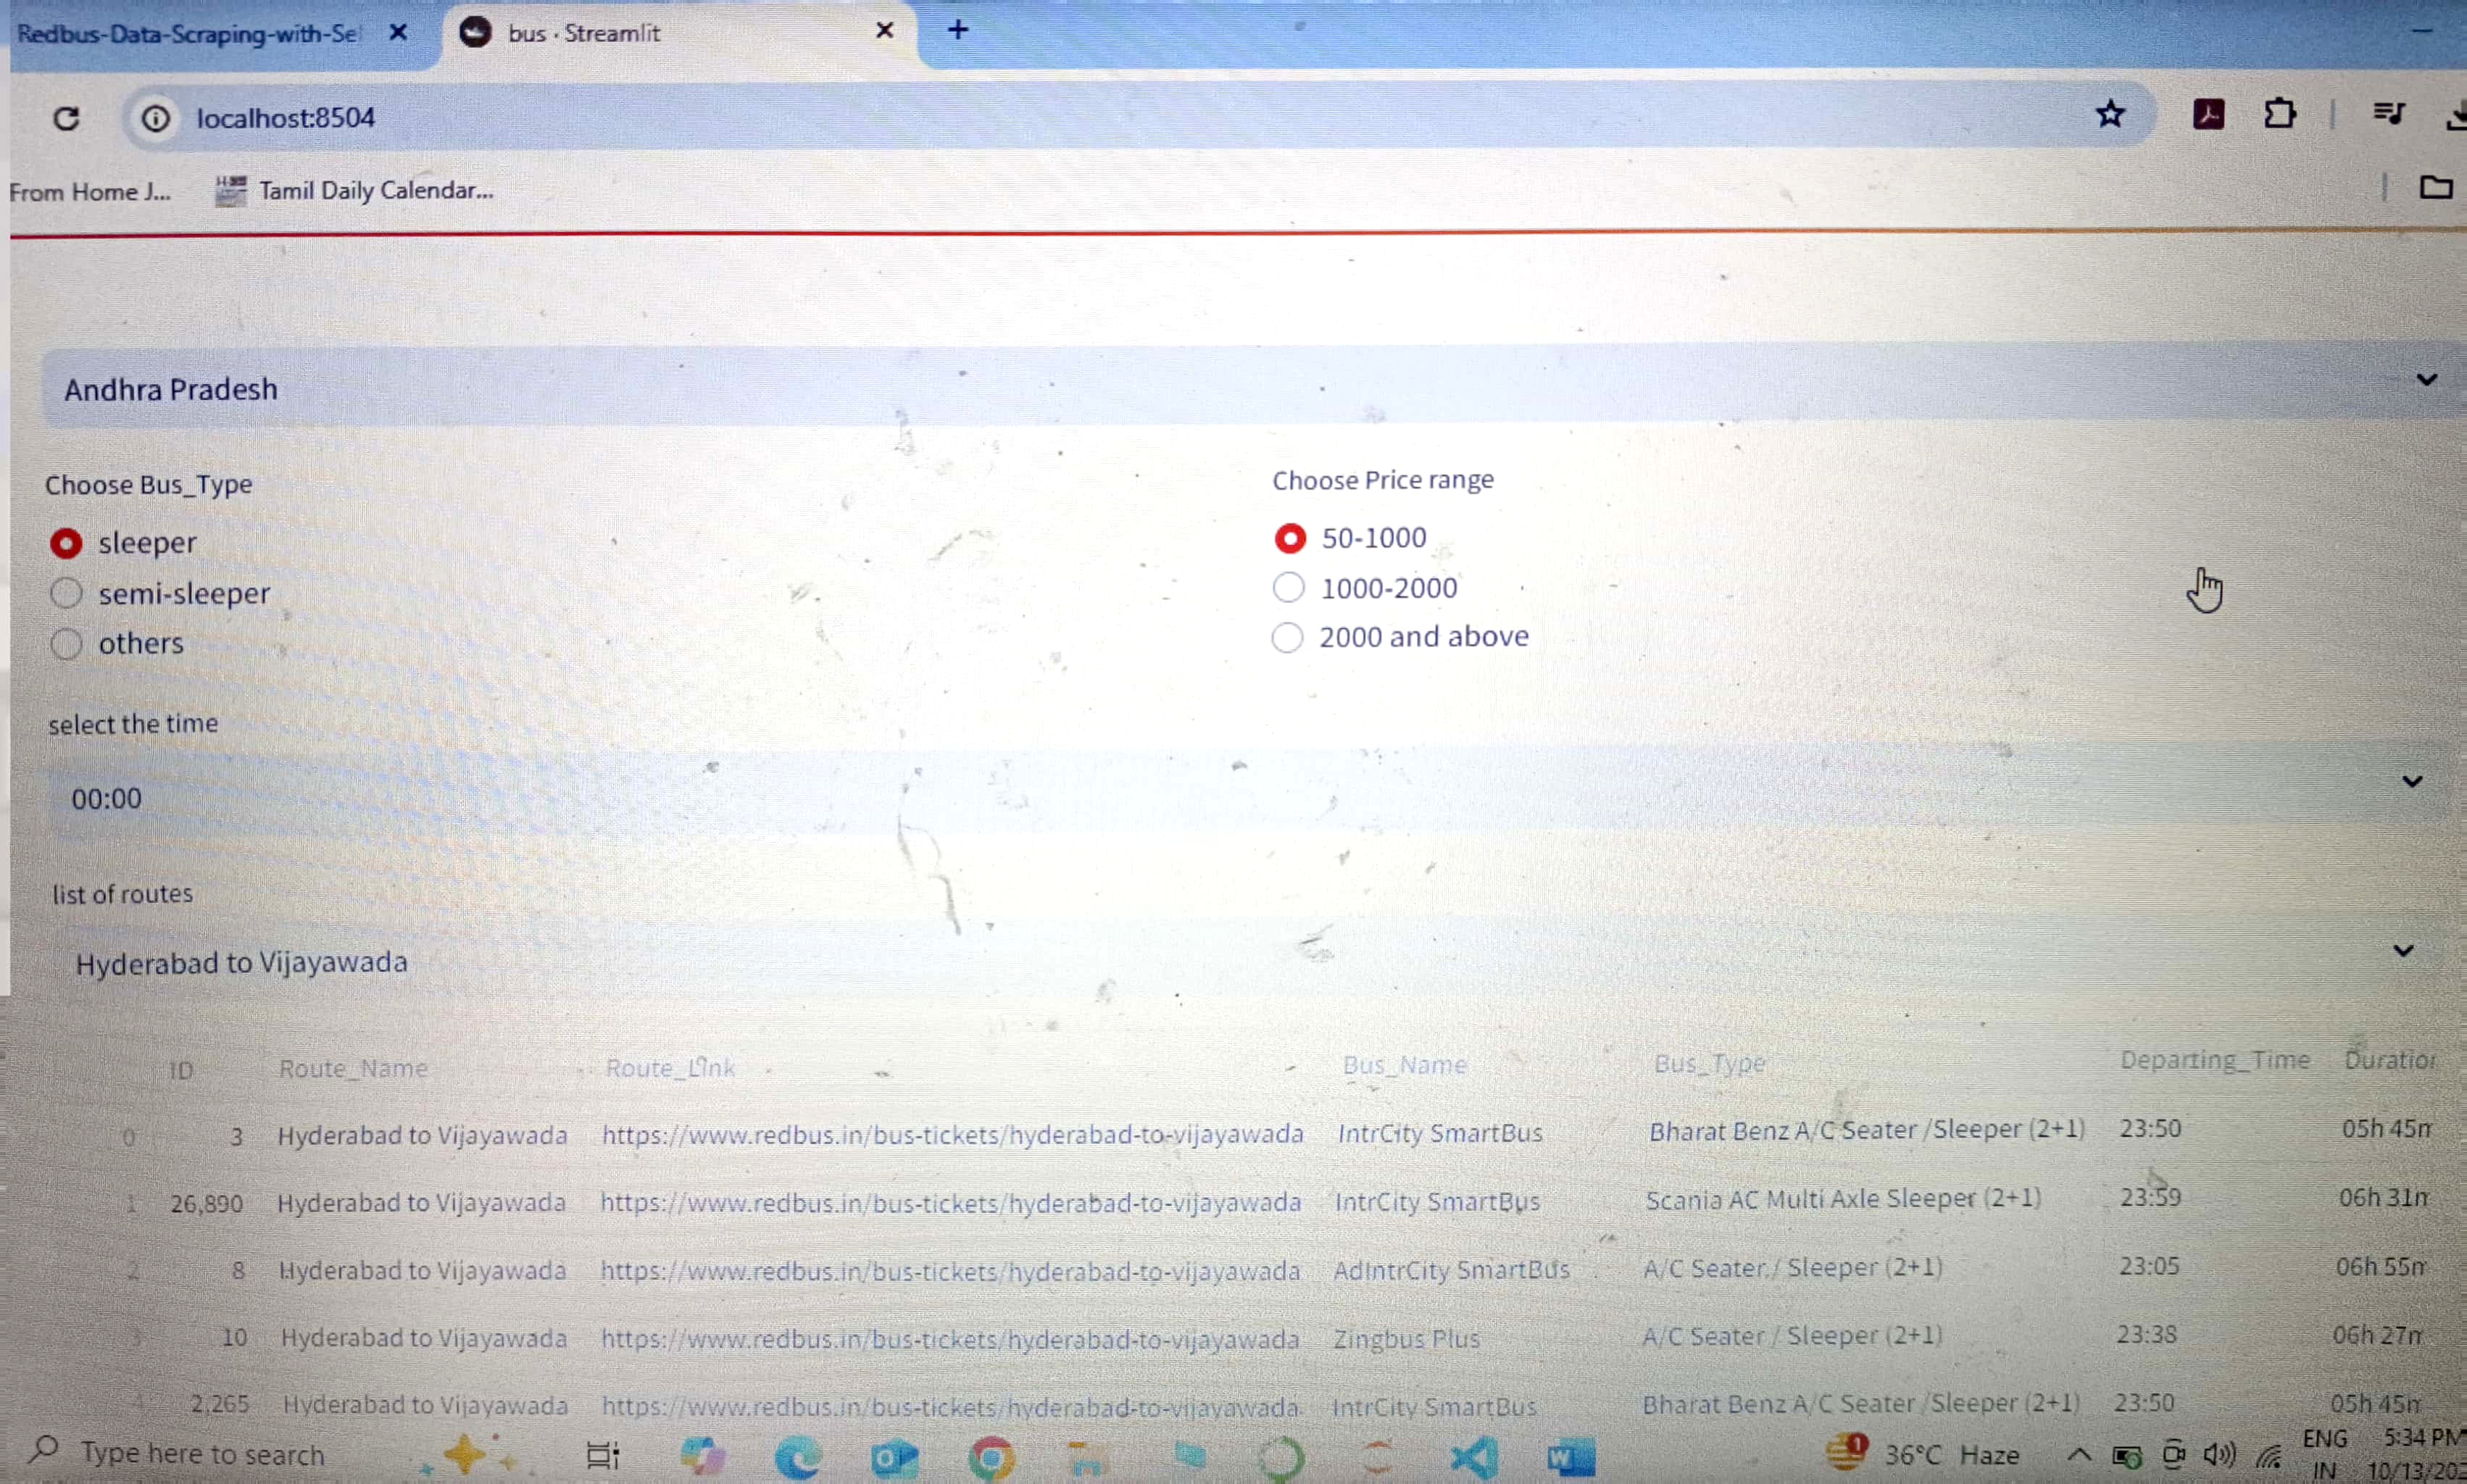 Redbus-Data-Scraping-with-Se
bus · Streamlit
localhost:8504
From Home J...
Tamil Daily Calendar...
Andhra Pradesh
Choose Bus_Type
Choose Price range
sleeper
50-1000
semi-sleeper
1000-2000
others
2000 and above
select the time
00:00
list of routes
Hyderabad to Vijayawada
ID Route_Name Route_Link Bus_Name Bus_Type Departing_Time Duration
0 3 Hyderabad to Vijayawada https://www.redbus.in/bus-tickets/hyderabad-to-vijayawada IntrCity SmartBus Bharat Benz A/C Seater /Sleeper (2+1) 23:50 05h 45m
1 26,890 Hyderabad to Vijayawada https://www.redbus.in/bus-tickets/hyderabad-to-vijayawada IntrCity SmartBus Scania AC Multi Axle Sleeper (2+1) 23:59 06h 31m
2 8 Hyderabad to Vijayawada https://www.redbus.in/bus-tickets/hyderabad-to-vijayawada AdIntrCity SmartBus A/C Seater / Sleeper (2+1) 23:05 06h 55m
3 10 Hyderabad to Vijayawada https://www.redbus.in/bus-tickets/hyderabad-to-vijayawada Zingbus Plus A/C Seater / Sleeper (2+1) 23:38 06h 27m
4 2,265 Hyderabad to Vijayawada https://www.redbus.in/bus-tickets/hyderabad-to-vijayawada IntrCity SmartBus Bharat Benz A/C Seater /Sleeper (2+1) 23:50 05h 45m
Type here to search
1
36°C Haze
ENG
IN
5:34 PM
10/13/202